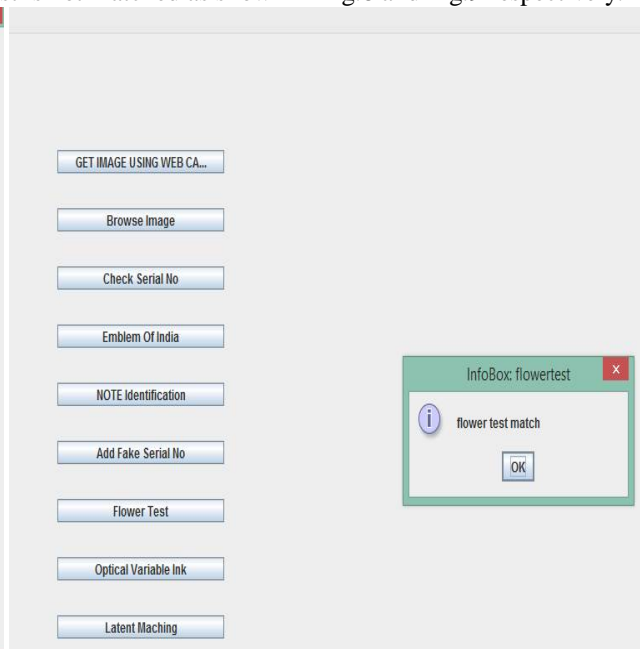 GET IMAGE USING WEB CA...
Browse Image
Check Serial No
Emblem Of India
NOTE Identification
Add Fake Serial No
Flower Test
Optical Variable Ink
Latent Maching
InfoBox: flowertest
x
i
flower test match
OK